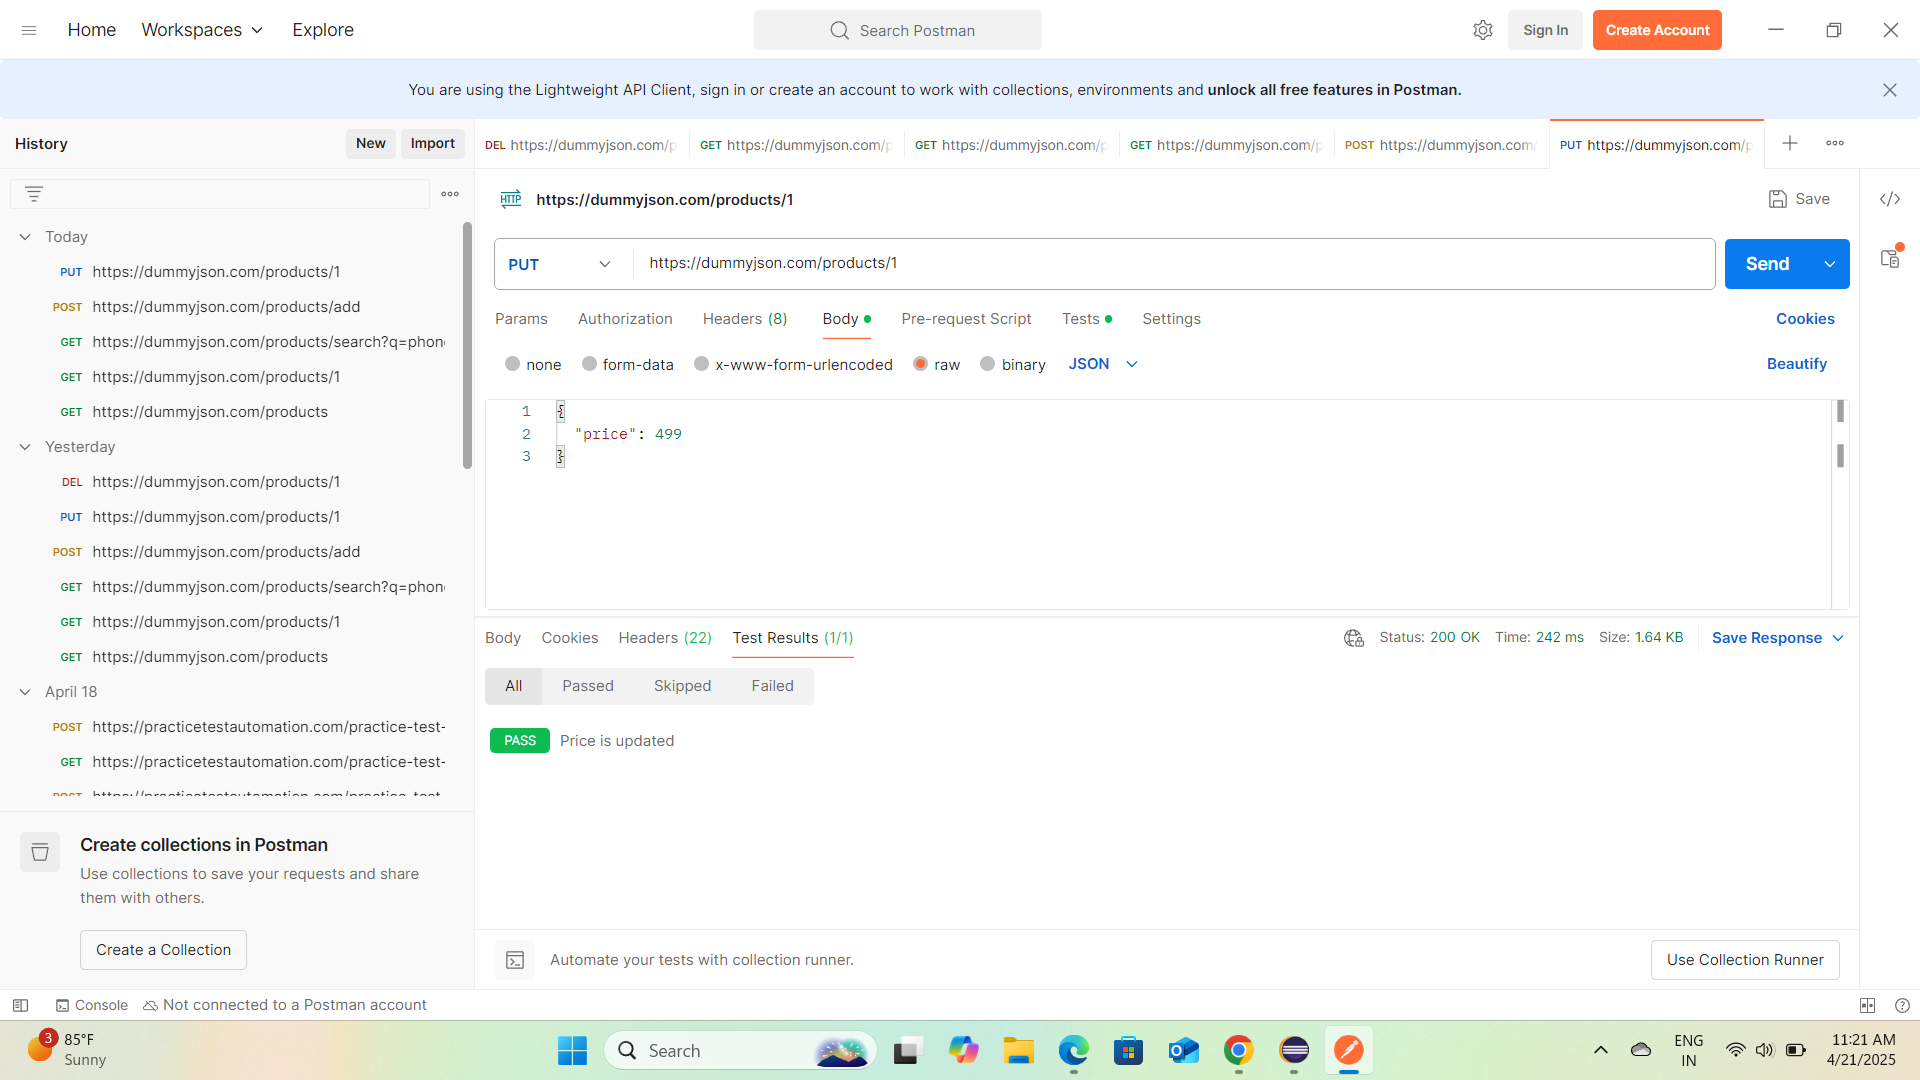 Home
Workspaces
Explore
Search Postman
Sign In
Create Account
You are using the Lightweight API Client, sign in or create an account to work with collections, environments and unlock all free features in Postman.
History
New
Import
DEL https://dummyjson.com/p
GET https://dummyjson.com/p
GET https://dummyjson.com/p
GET https://dummyjson.com/p
POST https://dummyjson.com/
PUT https://dummyjson.com/p
Today
PUT https://dummyjson.com/products/1
POST https://dummyjson.com/products/add
GET https://dummyjson.com/products/search?q=phon
GET https://dummyjson.com/products/1
GET https://dummyjson.com/products
Yesterday
DEL https://dummyjson.com/products/1
PUT https://dummyjson.com/products/1
POST https://dummyjson.com/products/add
GET https://dummyjson.com/products/search?q=phon
GET https://dummyjson.com/products/1
GET https://dummyjson.com/products
April 18
POST https://practicetestautomation.com/practice-test-
GET https://practicetestautomation.com/practice-test-
POST https://practicetestautomation.com/practice-test-
Create collections in Postman
Use collections to save your requests and share
them with others.
Create a Collection
HTTP
https://dummyjson.com/products/1
Save
PUT
https://dummyjson.com/products/1
Send
Params
Authorization
Headers (8)
Body
Pre-request Script
Tests
Settings
Cookies
none
form-data
x-www-form-urlencoded
raw
binary
JSON
Beautify
1 {
2 "price": 499
3 }
Body
Cookies
Headers (22)
Test Results (1/1)
Status: 200 OK
Time: 242 ms
Size: 1.64 KB
Save Response
All
Passed
Skipped
Failed
PASS
Price is updated
Automate your tests with collection runner.
Use Collection Runner
Console
Not connected to a Postman account
3
85°F
Sunny
Search
ENG
IN
11:21 AM
4/21/2025